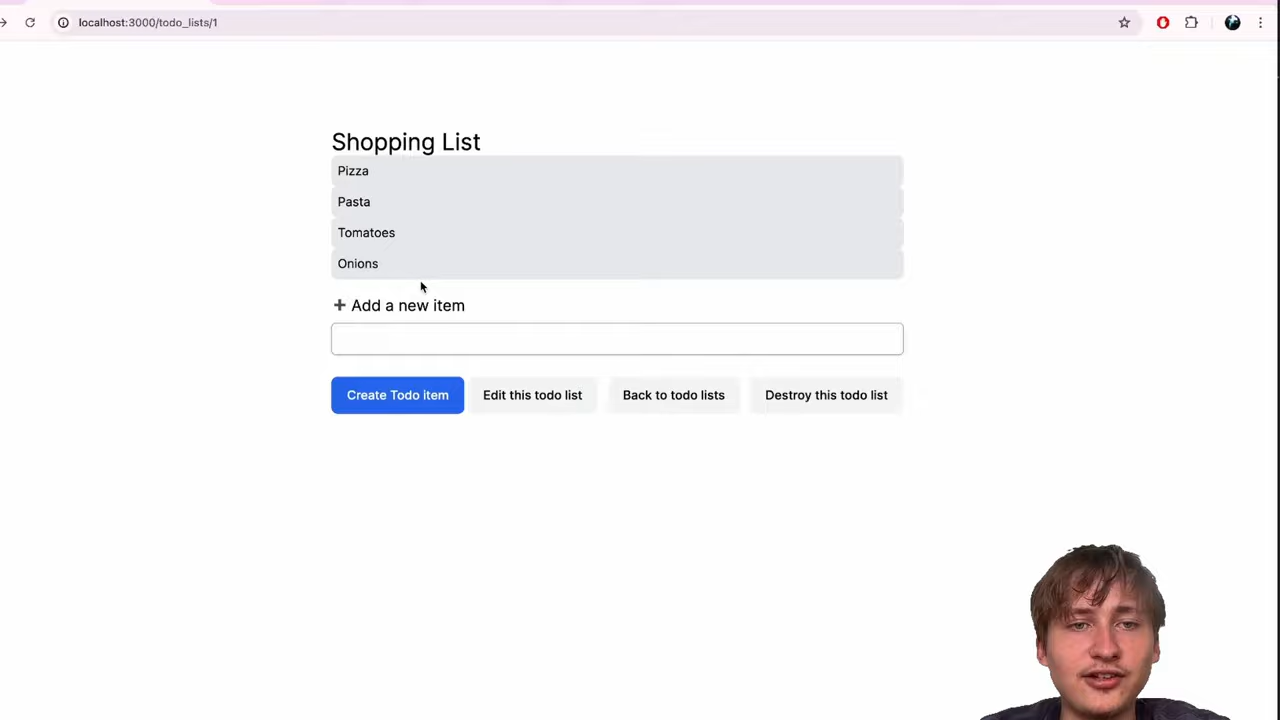 localhost:3000/todo_lists/1
Shopping List
Pizza
Pasta
Tomatoes
Onions
+ Add a new item
Create Todo item Edit this todo list Back to todo lists Destroy this todo list